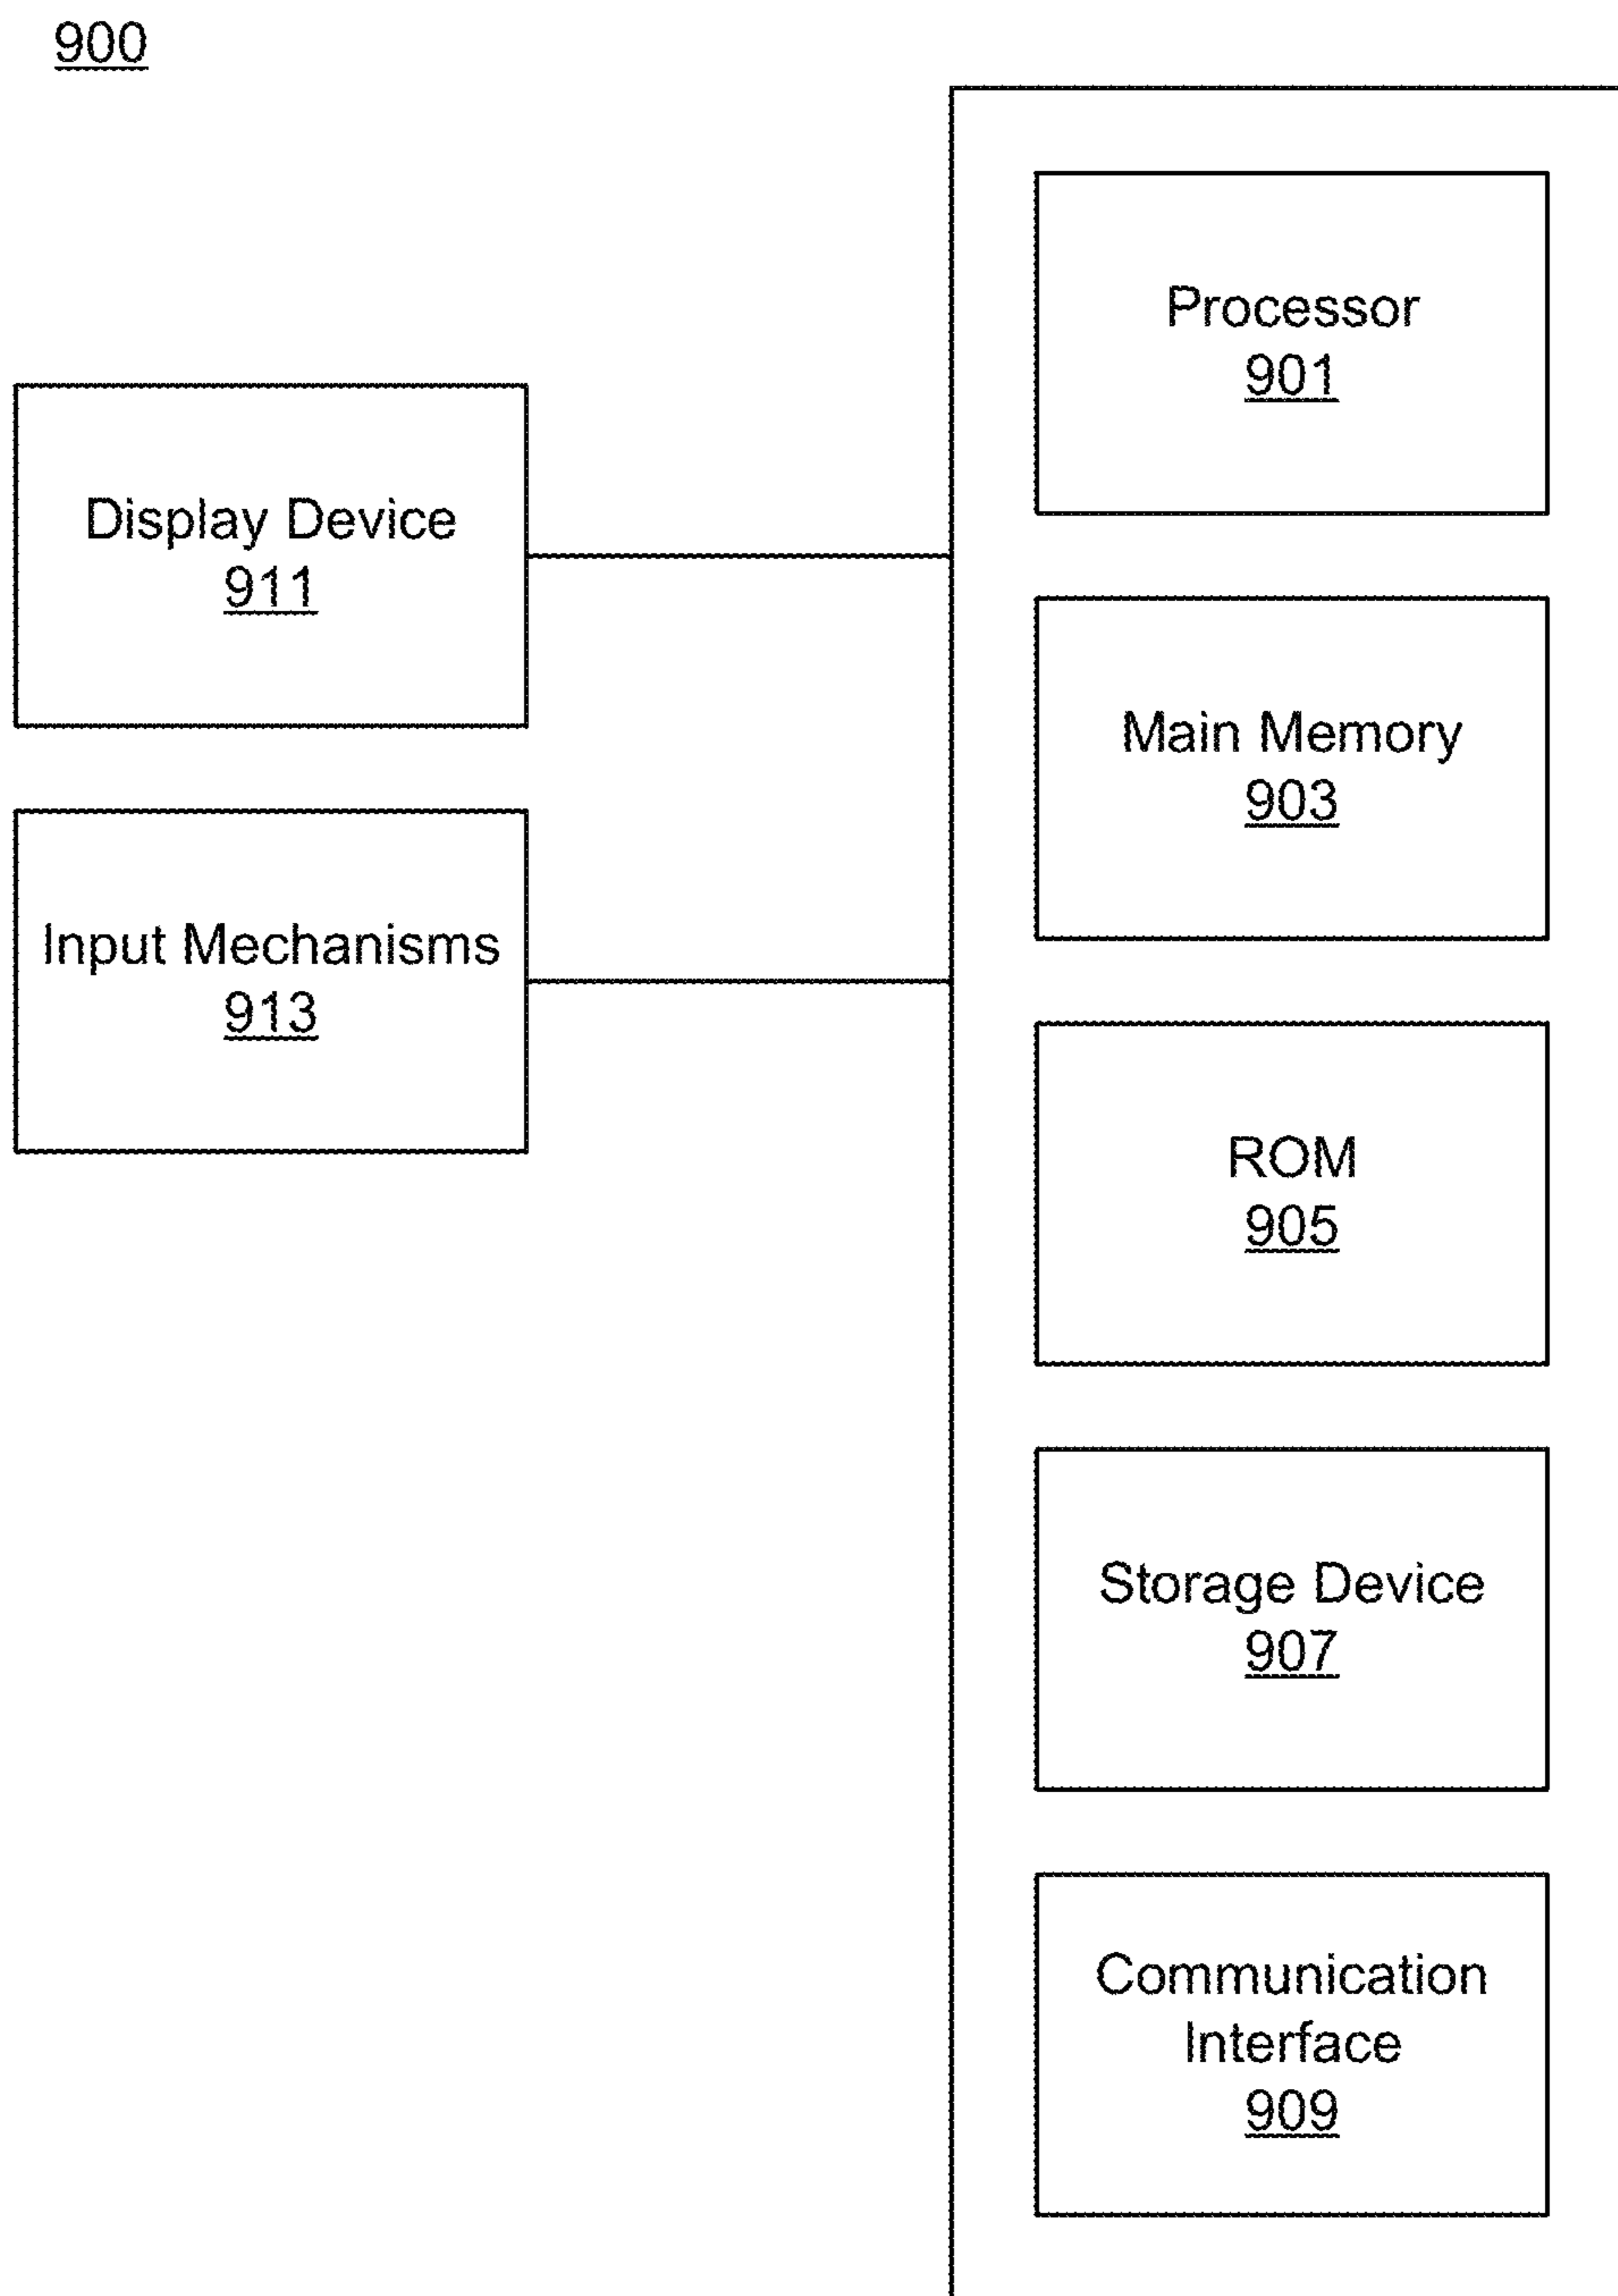 900
Processor
901
Display Device
911
Main Memory
903
Input Mechanisms
913
ROM
905
Storage Device
907
Communication
Interface
909